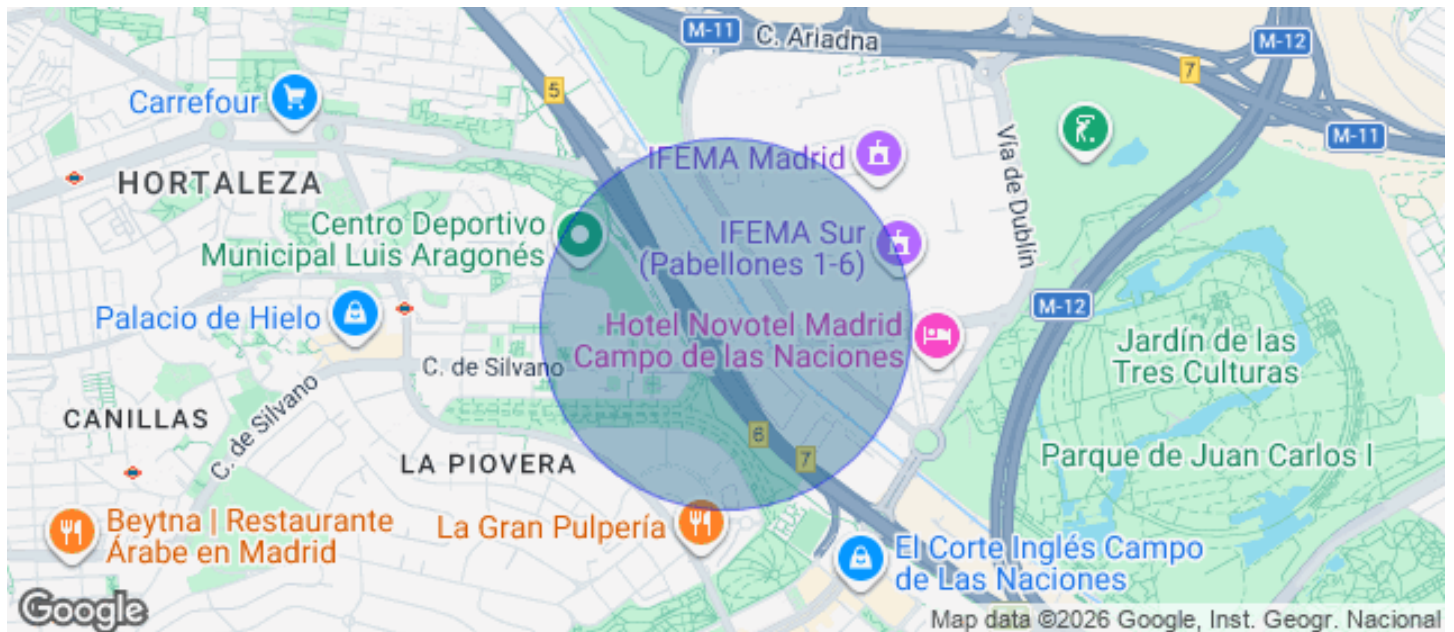 M-11
C. Ariadna
M-12
7
5
Carrefour
M-11
IFEMA Madrid
Vía de Dublín
HORTALEZA
Centro Deportivo
Municipal Luis Aragonés
IFEMA Sur
(Pabellones 1-6)
M-12
Palacio de Hielo
Hotel Novotel Madrid
Campo de las Naciones
Jardín de las
Tres Culturas
C. de Silvano
CANILLAS
C. de Silvano
6
7
LA PIOVERA
Parque de Juan Carlos I
Beytna | Restaurante
Árabe en Madrid
La Gran Pulpería
El Corte Inglés Campo
de Las Naciones
Google
Map data ©2026 Google, Inst. Geogr. Nacional